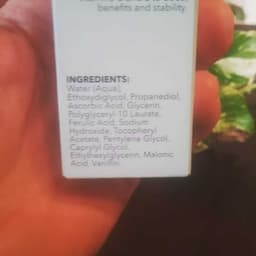 benefits and stability.
INGREDIENTS:
Water (Aqua),
Ethoxydiglycol, Propanediol,
Ascorbic Acid, Glycerin,
Polyglyceryl-10 Laurate,
Ferulic Acid, Sodium
Hydroxide, Tocopheryl
Acetate, Pentylene Glycol,
Caprylyl Glycol,
Ethylhexylglycerin, Malonic
Acid, Vanillin.